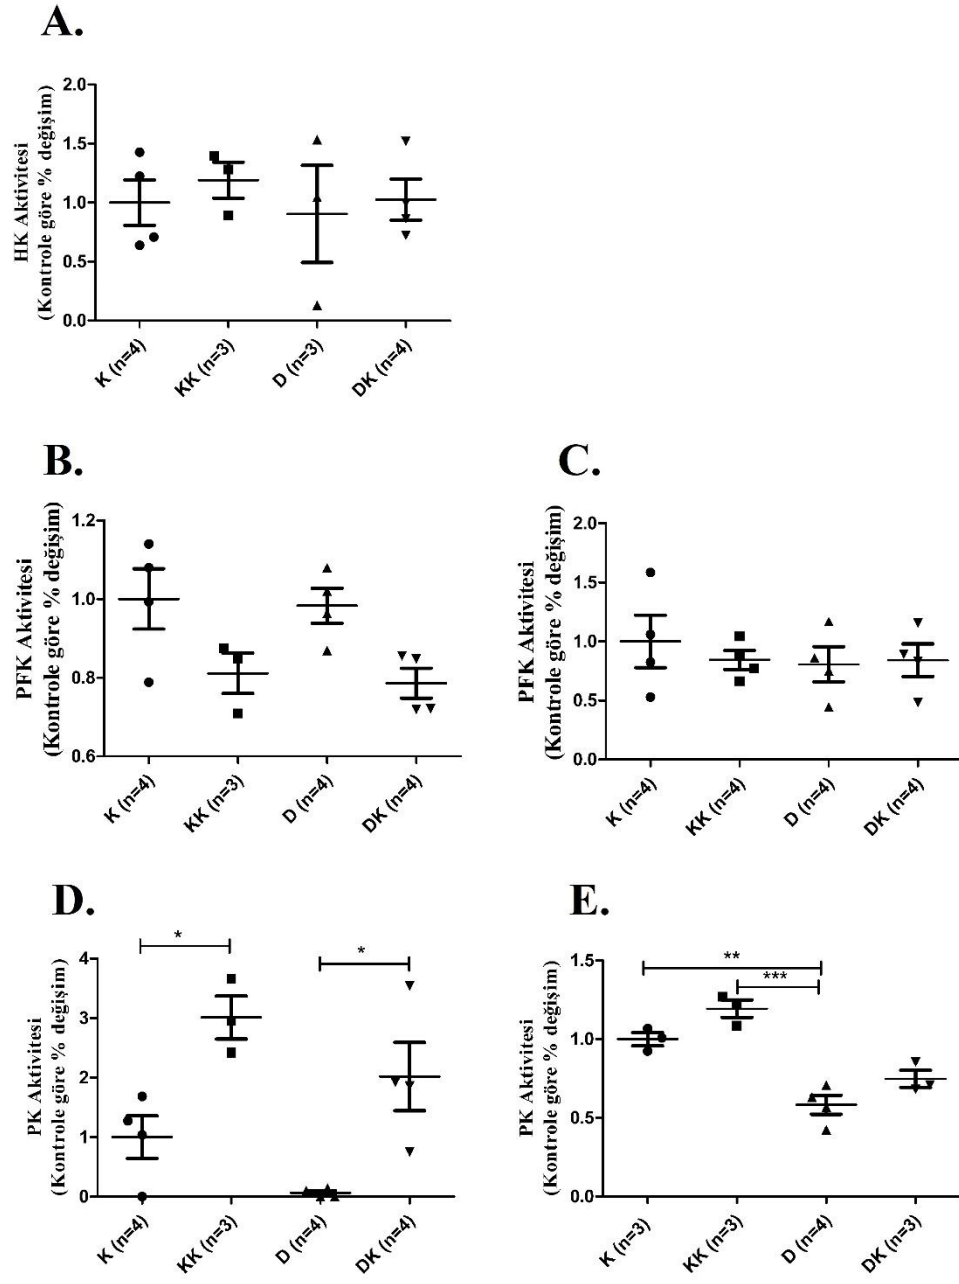 A.
HK Aktivitesi
(Kontrole göre % değişim)
2.0
1.5
1.0
0.5
0.0
K (n=4)
KK (n=3)
D (n=3)
DK (n=4)
B.
PFK Aktivitesi
(Kontrole göre % değişim)
1.2
1.0
0.8
0.6
K (n=4)
KK (n=3)
D (n=4)
DK (n=4)
C.
PFK Aktivitesi
(Kontrole göre % değişim)
2.0
1.5
1.0
0.5
0.0
K (n=4)
KK (n=4)
D (n=4)
DK (n=4)
D.
PK Aktivitesi
(Kontrole göre % değişim)
4
3
2
1
0
*
*
K (n=4)
KK (n=3)
D (n=4)
DK (n=4)
E.
PK Aktivitesi
(Kontrole göre % değişim)
1.5
1.0
0.5
0.0
**
***
K (n=3)
KK (n=3)
D (n=4)
DK (n=3)